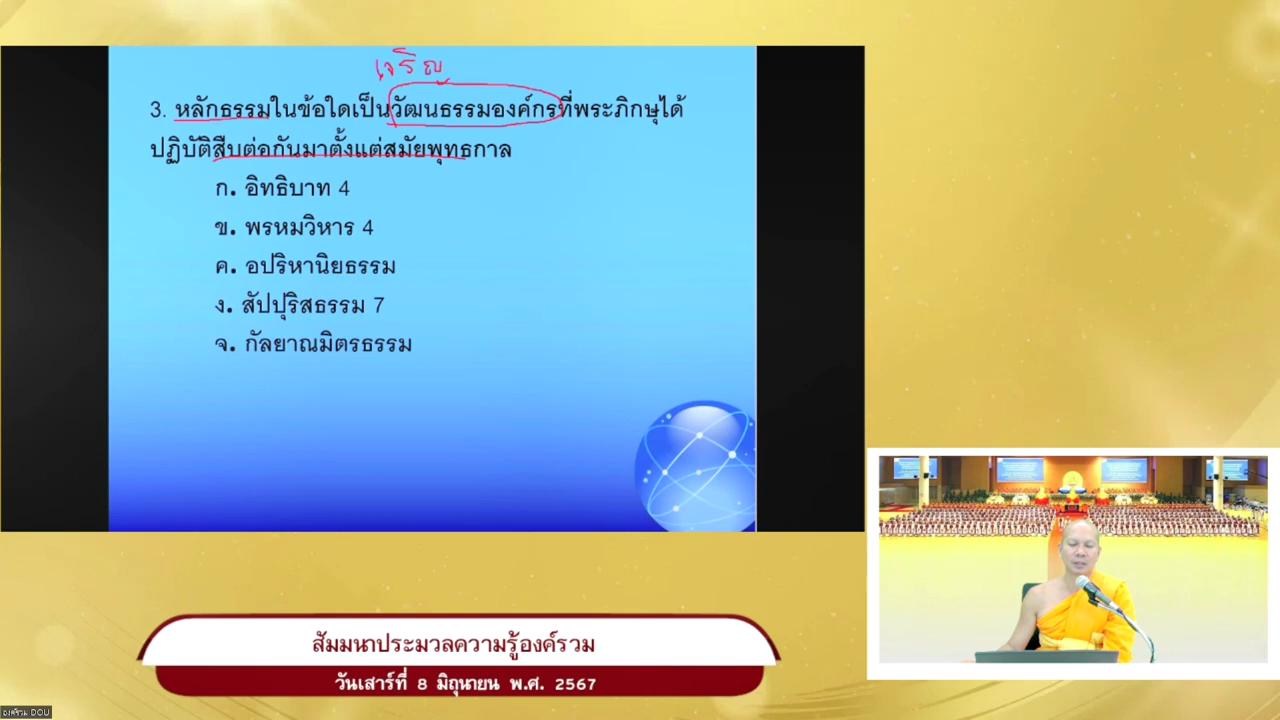 เจริญ
3. หลักธรรมในข้อใดเป็นวัฒนธรรมองค์กรที่พระภิกษุได้
ปฏิบัติสืบต่อกันมาตั้งแต่สมัยพุทธกาล
ก. อิทธิบาท 4
ข. พรหมวิหาร 4
ค. อปริหานิยธรรม
ง. สัปปุริสธรรม 7
จ. กัลยาณมิตรธรรม
สัมมนาประมวลความรู้องค์รวม
วันเสาร์ที่ 8 มิถุนายน พ.ศ. 2567
องค์รวม DOU